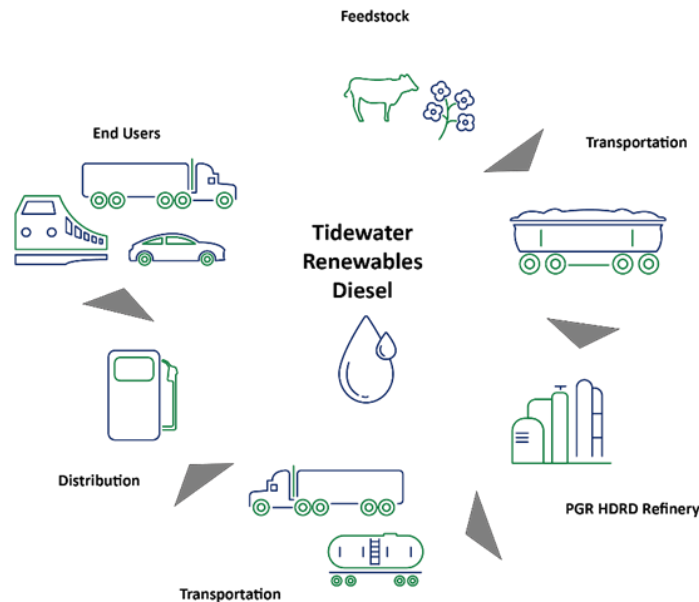 Feedstock
End Users
Transportation
Tidewater
Renewables
Diesel
Distribution
PGR HDRD Refinery
Transportation